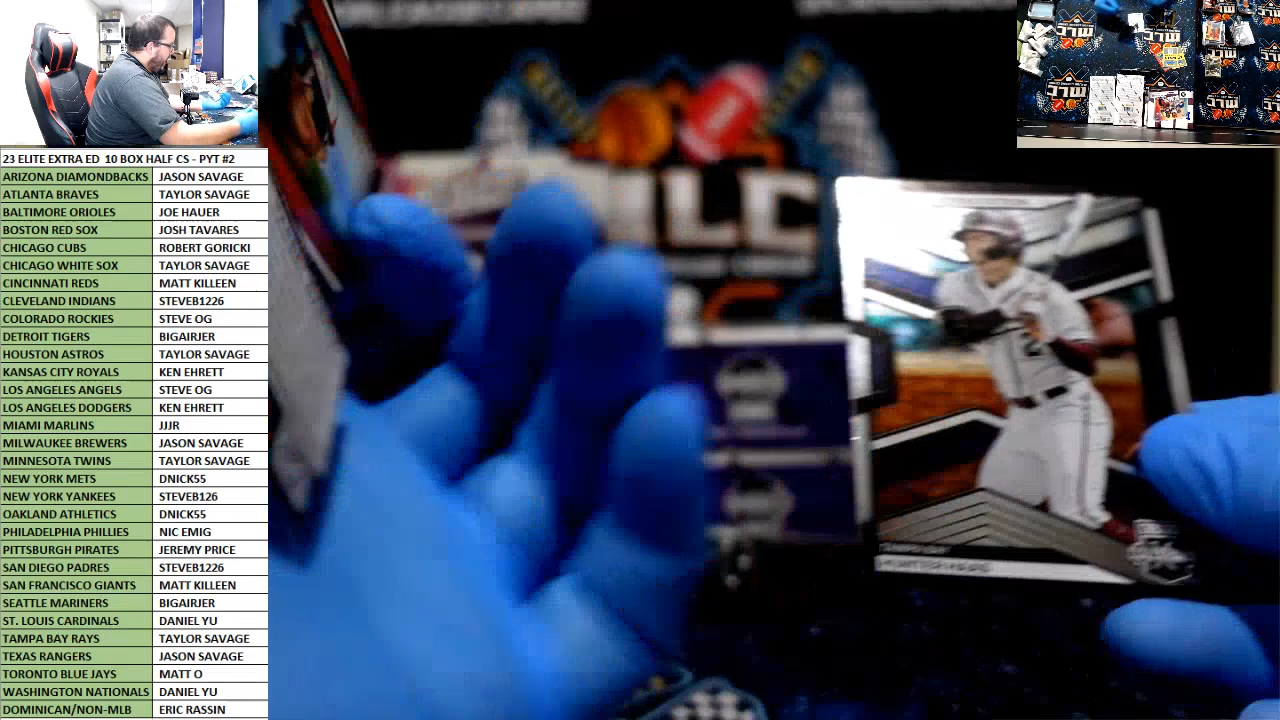 23 ELITE EXTRA ED 10 BOX HALF CS - PYT #2
ARIZONA DIAMONDBACKS JASON SAVAGE
ATLANTA BRAVES TAYLOR SAVAGE
BALTIMORE ORIOLES JOE HAUER
BOSTON RED SOX JOSH TAVARES
CHICAGO CUBS ROBERT GORICKI
CHICAGO WHITE SOX TAYLOR SAVAGE
CINCINNATI REDS MATT KILLEEN
CLEVELAND INDIANS STEVEB1226
COLORADO ROCKIES STEVE OG
DETROIT TIGERS BIGAIRJER
HOUSTON ASTROS TAYLOR SAVAGE
KANSAS CITY ROYALS KEN EHRETT
LOS ANGELES ANGELS STEVE OG
LOS ANGELES DODGERS KEN EHRETT
MIAMI MARLINS JJJR
MILWAUKEE BREWERS JASON SAVAGE
MINNESOTA TWINS TAYLOR SAVAGE
NEW YORK METS DNICK55
NEW YORK YANKEES STEVEB126
OAKLAND ATHLETICS DNICK55
PHILADELPHIA PHILLIES NIC EMIG
PITTSBURGH PIRATES JEREMY PRICE
SAN DIEGO PADRES STEVEB1226
SAN FRANCISCO GIANTS MATT KILLEEN
SEATTLE MARINERS BIGAIRJER
ST. LOUIS CARDINALS DANIEL YU
TAMPA BAY RAYS TAYLOR SAVAGE
TEXAS RANGERS JASON SAVAGE
TORONTO BLUE JAYS MATT O
WASHINGTON NATIONALS DANIEL YU
DOMINICAN/NON-MLB ERIC RASSIN